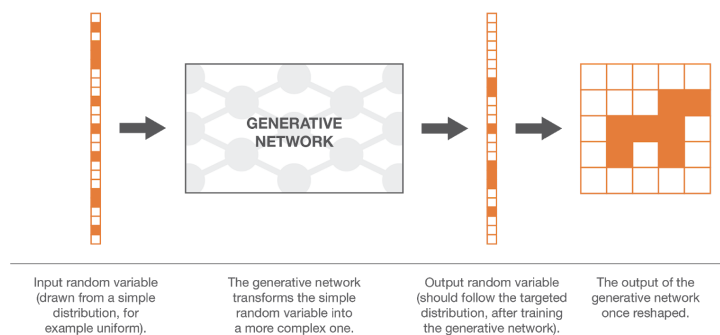 GENERATIVE
NETWORK
Input random variable
(drawn from a simple
distribution, for
example uniform).
The generative network
transforms the simple
random variable into
a more complex one.
Output random variable
(should follow the targeted
distribution, after training
the generative network).
The output of the
generative network
once reshaped.